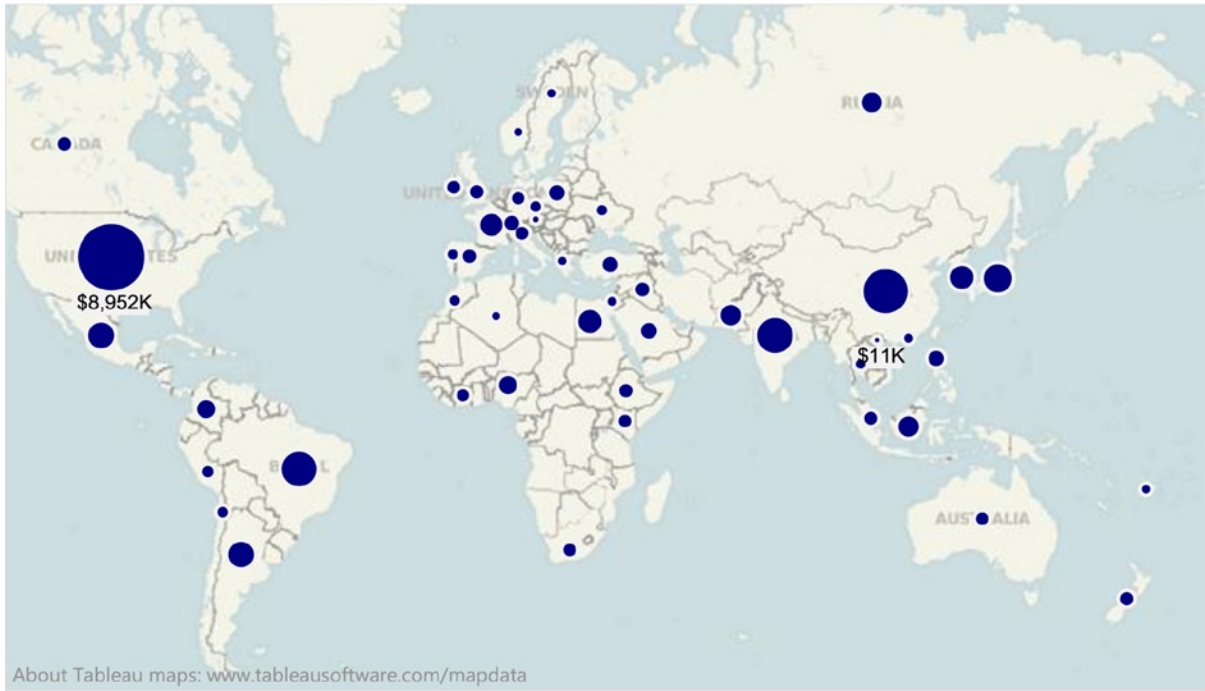 SWEDEN
RUSSIA
CANADA
UNITED KINGDOM
UNITED STATES
$8,952K
$11K
BRAZIL
AUSTRALIA
About Tableau maps: www.tableausoftware.com/mapdata